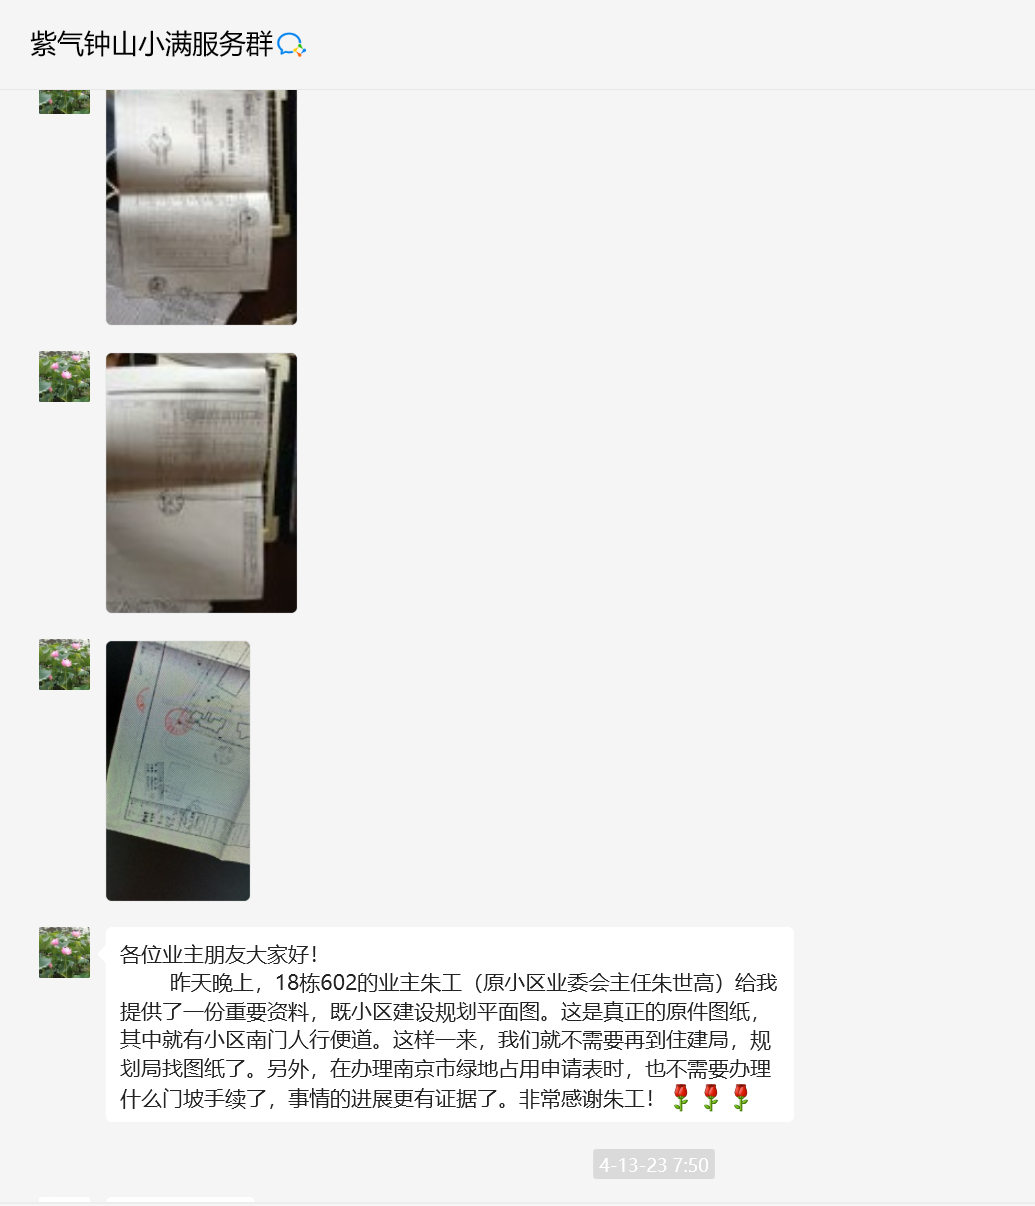 紫气钟山小满服务群
各位业主朋友大家好！
昨天晚上，18栋602的业主朱工（原小区业委会主任朱世高）给我
提供了一份重要资料，既小区建设规划平面图。这是真正的原件图纸，
其中就有小区南门人行便道。这样一来，我们就不需要再到住建局，规
划局找图纸了。另外，在办理南京市绿地占用申请表时，也不需要办理
什么门坡手续了，事情的进展更有证据了。非常感谢朱工！🌹🌹🌹
4-13-23 7:50